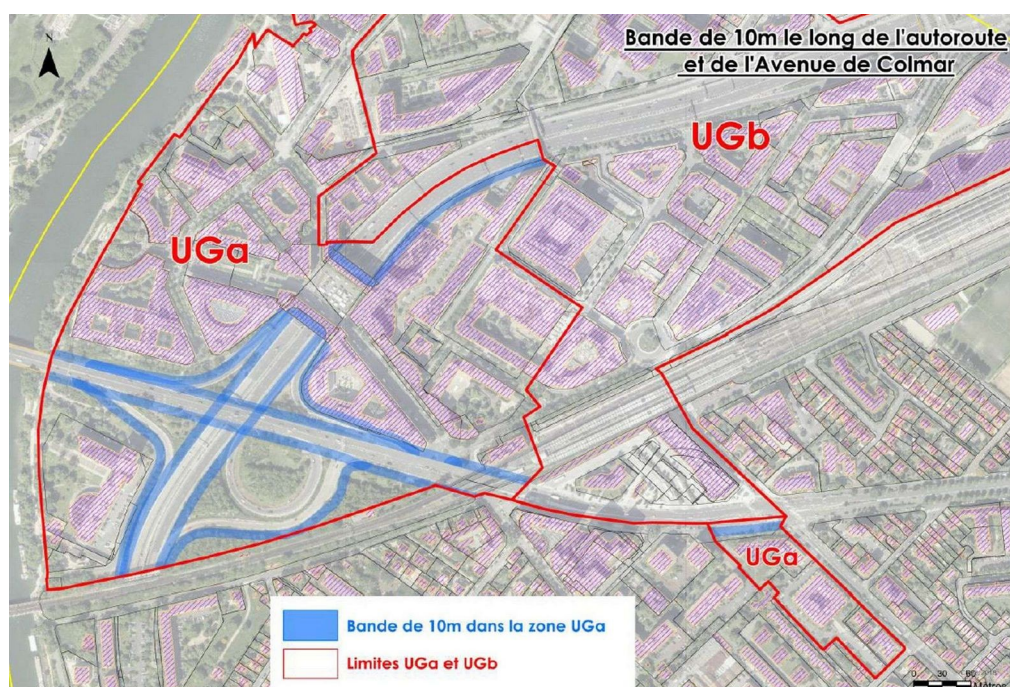 Bande de 10m le long de l'autoroute
et de l'Avenue de Colmar
N
UGb
UGa
UGa
Bande de 10m dans la zone UGa
Limites UGa et UGb
0 30 60
Mètres